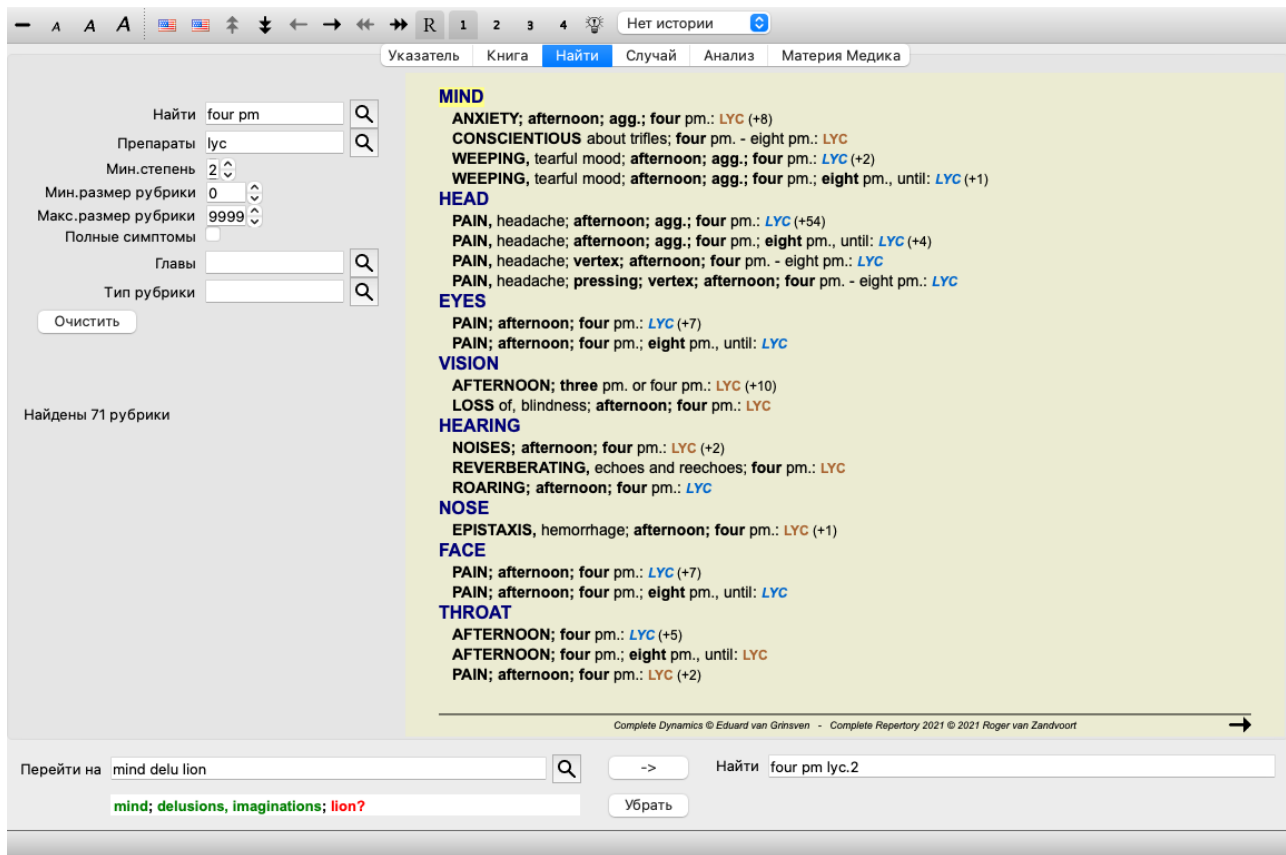 A A A R 1 2 3 4 Нет истории
Указатель Книга Найти Случай Анализ Материя Медика
Найти four pm
Препараты lyc
Мин.степень 2
Мин.размер рубрики 0
Макс.размер рубрики 9999
Полные симптомы
Главы
Тип рубрики
Очистить
Найдены 71 рубрики
MIND
ANXIETY; afternoon; agg.; four pm.: LYC (+8)
CONSCIENTIOUS about trifles; four pm. - eight pm.: LYC
WEEPING, tearful mood; afternoon; agg.; four pm.: LYC (+2)
WEEPING, tearful mood; afternoon; agg.; four pm.; eight pm., until: LYC (+1)
HEAD
PAIN, headache; afternoon; agg.; four pm.: LYC (+54)
PAIN, headache; afternoon; agg.; four pm.; eight pm., until: LYC (+4)
PAIN, headache; vertex; afternoon; four pm. - eight pm.: LYC
PAIN, headache; pressing; vertex; afternoon; four pm. - eight pm.: LYC
EYES
PAIN; afternoon; four pm.: LYC (+7)
PAIN; afternoon; four pm.; eight pm., until: LYC
VISION
AFTERNOON; three pm. or four pm.: LYC (+10)
LOSS of, blindness; afternoon; four pm.: LYC
HEARING
NOISES; afternoon; four pm.: LYC (+2)
REVERBERATING, echoes and reechoes; four pm.: LYC
ROARING; afternoon; four pm.: LYC
NOSE
EPISTAXIS, hemorrhage; afternoon; four pm.: LYC (+1)
FACE
PAIN; afternoon; four pm.: LYC (+7)
PAIN; afternoon; four pm.; eight pm., until: LYC
THROAT
AFTERNOON; four pm.: LYC (+5)
AFTERNOON; four pm.; eight pm., until: LYC
PAIN; afternoon; four pm.: LYC (+2)
Complete Dynamics © Eduard van Grinsven - Complete Repertory 2021 © 2021 Roger van Zandvoort
Перейти на mind delu lion -> Найти four pm lyc.2
mind; delusions, imaginations; lion? Убрать